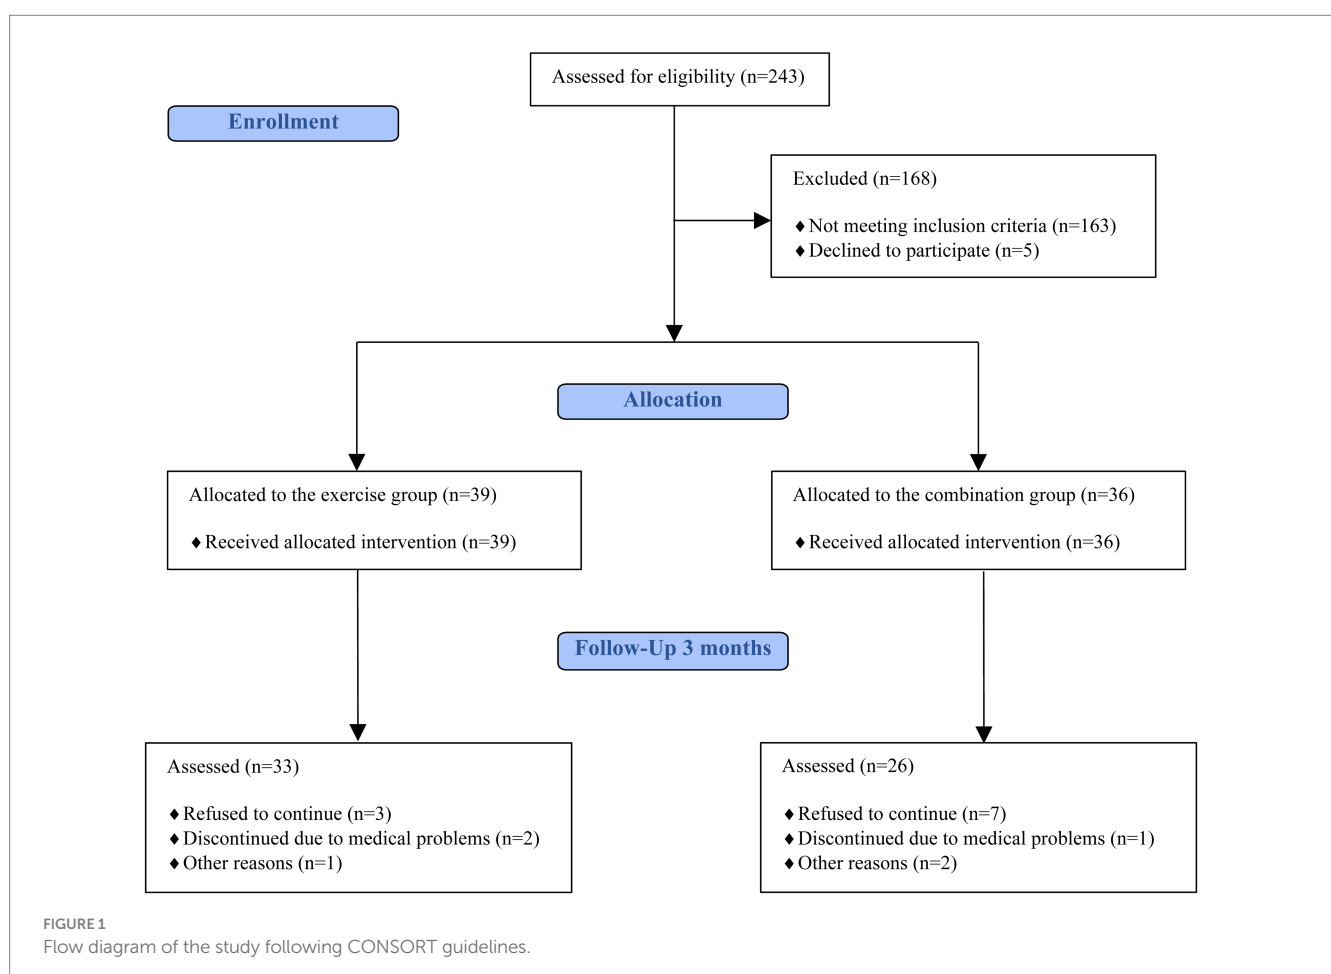 Assessed for eligibility (n=243)
Enrollment
Excluded (n=168)
♦Not meeting inclusion criteria (n=163)
♦Declined to participate (n=5)
Allocation
Allocated to the exercise group (n=39)
♦Received allocated intervention (n=39)
Allocated to the combination group (n=36)
♦Received allocated intervention (n=36)
Follow-Up 3 months
Assessed (n=33)
♦Refused to continue (n=3)
♦Discontinued due to medical problems (n=2)
♦Other reasons (n=1)
Assessed (n=26)
♦Refused to continue (n=7)
♦Discontinued due to medical problems (n=1)
♦Other reasons (n=2)
FIGURE 1
Flow diagram of the study following CONSORT guidelines.